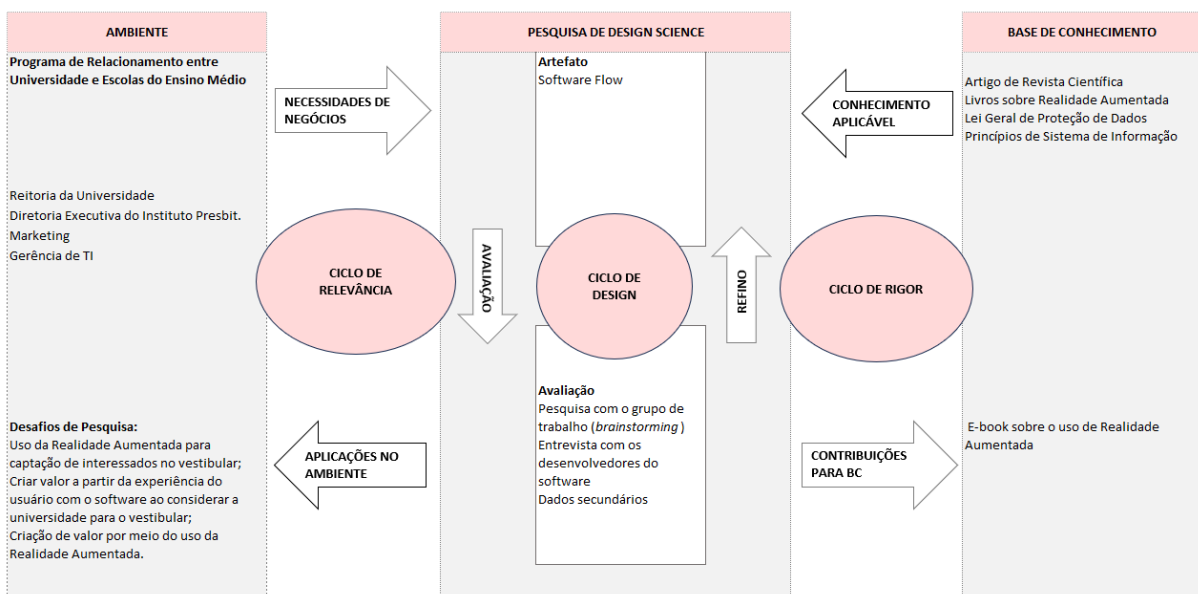 AMBIENTE
Programa de Relacionamento entre
Universidade e Escolas do Ensino Médio
Reitoria da Universidade
Diretoria Executiva do Instituto Presbit.
Marketing
Gerência de TI
Desafios de Pesquisa:
Uso da Realidade Aumentada para
captação de interessados no vestibular;
Criar valor a partir da experiência do
usuário com o software ao considerar a
universidade para o vestibular;
Criação de valor por meio do uso da
Realidade Aumentada.
NECESSIDADES DE
NEGÓCIOS
CICLO DE
RELEVÂNCIA
APLICAÇÕES NO
AMBIENTE
PESQUISA DE DESIGN SCIENCE
Artefato
Software Flow
AVALIAÇÃO
CICLO DE
DESIGN
REFINO
Avaliação
Pesquisa com o grupo de
trabalho (brainstorming )
Entrevista com os
desenvolvedores do
software
Dados secundários
CONHECIMENTO
APLICÁVEL
CICLO DE RIGOR
CONTRIBUIÇÕES
PARA BC
BASE DE CONHECIMENTO
Artigo de Revista Científica
Livros sobre Realidade Aumentada
Lei Geral de Proteção de Dados
Princípios de Sistema de Informação
E-book sobre o uso de Realidade
Aumentada